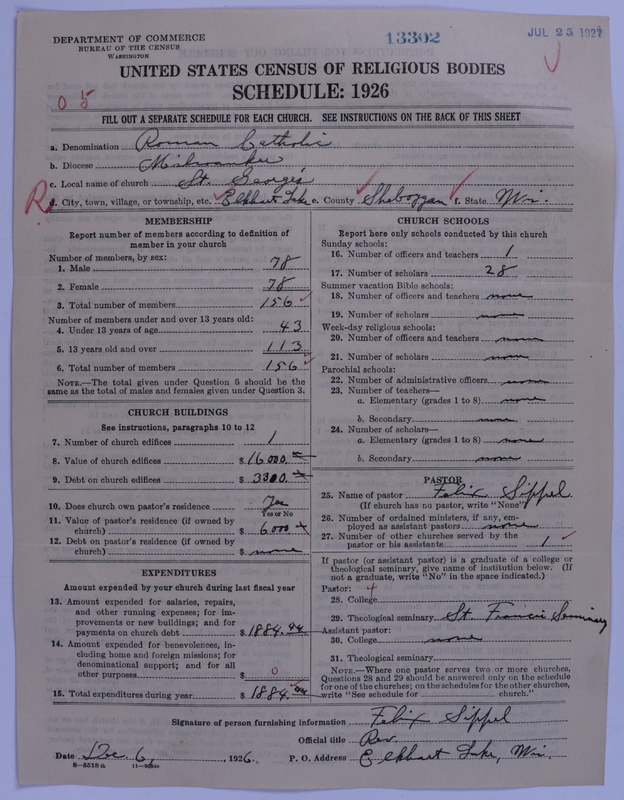 DEPARTMENT OF COMMERCE
BUREAU OF THE CENSUS
WASHINGTON
13302
JUL 25 1927
UNITED STATES CENSUS OF RELIGIOUS BODIES
SCHEDULE: 1926
0 5
FILL OUT A SEPARATE SCHEDULE FOR EACH CHURCH. SEE INSTRUCTIONS ON THE BACK OF THIS SHEET
a. Denomination Roman Catholic
b. Diocese Milwaukee
c. Local name of church St. George's
R
d. City, town, village, or township, etc. Elkhart Lake e. County Sheboygan f. State Wis.
MEMBERSHIP
Report number of members according to definition of
member in your church
Number of members, by sex:
1. Male 78
2. Female 78
3. Total number of members 156
Number of members under and over 13 years old:
4. Under 13 years of age 43
5. 13 years old and over 113
6. Total number of members 156
NOTE.—The total given under Question 6 should be the
same as the total of males and females given under Question 3.
CHURCH BUILDINGS
See instructions, paragraphs 10 to 12
7. Number of church edifices 1
8. Value of church edifices $16000.
9. Debt on church edifices $3300.
10. Does church own pastor's residence Yes
Yes or No
11. Value of pastor's residence (if owned by
church) $6000
12. Debt on pastor's residence (if owned by
church) $none
EXPENDITURES
Amount expended by your church during last fiscal year
13. Amount expended for salaries, repairs,
and other running expenses; for im-
provements or new buildings; and for
payments on church debt $1884.44
14. Amount expended for benevolences, in-
cluding home and foreign missions; for
denominational support; and for all
other purposes $0
15. Total expenditures during year $1884.44
CHURCH SCHOOLS
Report here only schools conducted by this church
Sunday schools:
16. Number of officers and teachers 1
17. Number of scholars 28
Summer vacation Bible schools:
18. Number of officers and teachers none
19. Number of scholars none
Week-day religious schools:
20. Number of officers and teachers none
21. Number of scholars none
Parochial schools:
22. Number of administrative officers none
23. Number of teachers—
a. Elementary (grades 1 to 8) none
b. Secondary none
24. Number of scholars—
a. Elementary (grades 1 to 8) none
b. Secondary none
PASTOR
25. Name of pastor Felix Sippel
(If church has no pastor, write "None")
26. Number of ordained ministers, if any, em-
ployed as assistant pastors none
27. Number of other churches served by the
pastor or his assistants 1
If pastor (or assistant pastor) is a graduate of a college or
theological seminary, give name of institution below. (If
not a graduate, write "No" in the space indicated.)
Pastor: 4
28. College
29. Theological seminary St. Francis Seminary
Assistant pastor:
30. College none
31. Theological seminary
NOTE.—Where one pastor serves two or more churches,
Questions 28 and 29 should be answered only on the schedule
for one of the churches; on the schedules for the other churches,
write "See schedule for church."
Signature of person furnishing information Felix Sippel
Official title Rev.
Date Dec. 6, 1926. P. O. Address Elkhart Lake, Wis.
8—5518 a